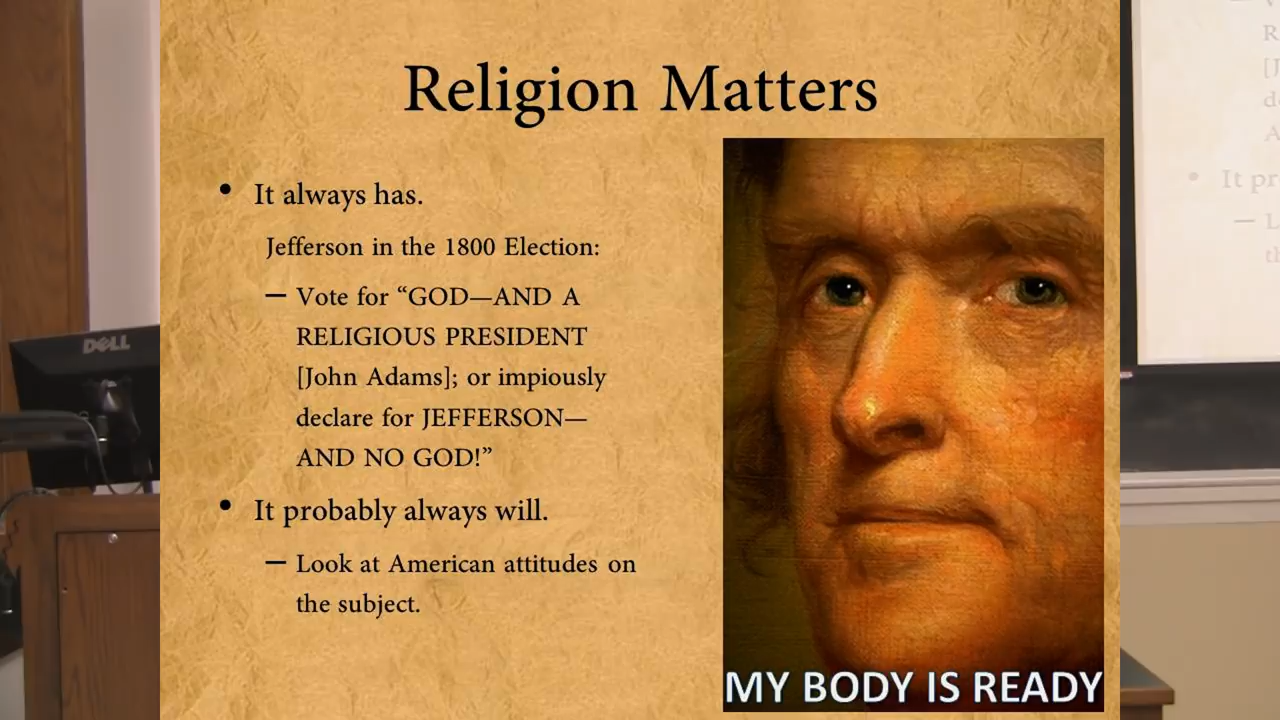 Religion Matters
• It always has.
Jefferson in the 1800 Election:
– Vote for “GOD—AND A
RELIGIOUS PRESIDENT
[John Adams]; or impiously
declare for JEFFERSON—
AND NO GOD!”
• It probably always will.
– Look at American attitudes on
the subject.
MY BODY IS READY
DELL
It pr